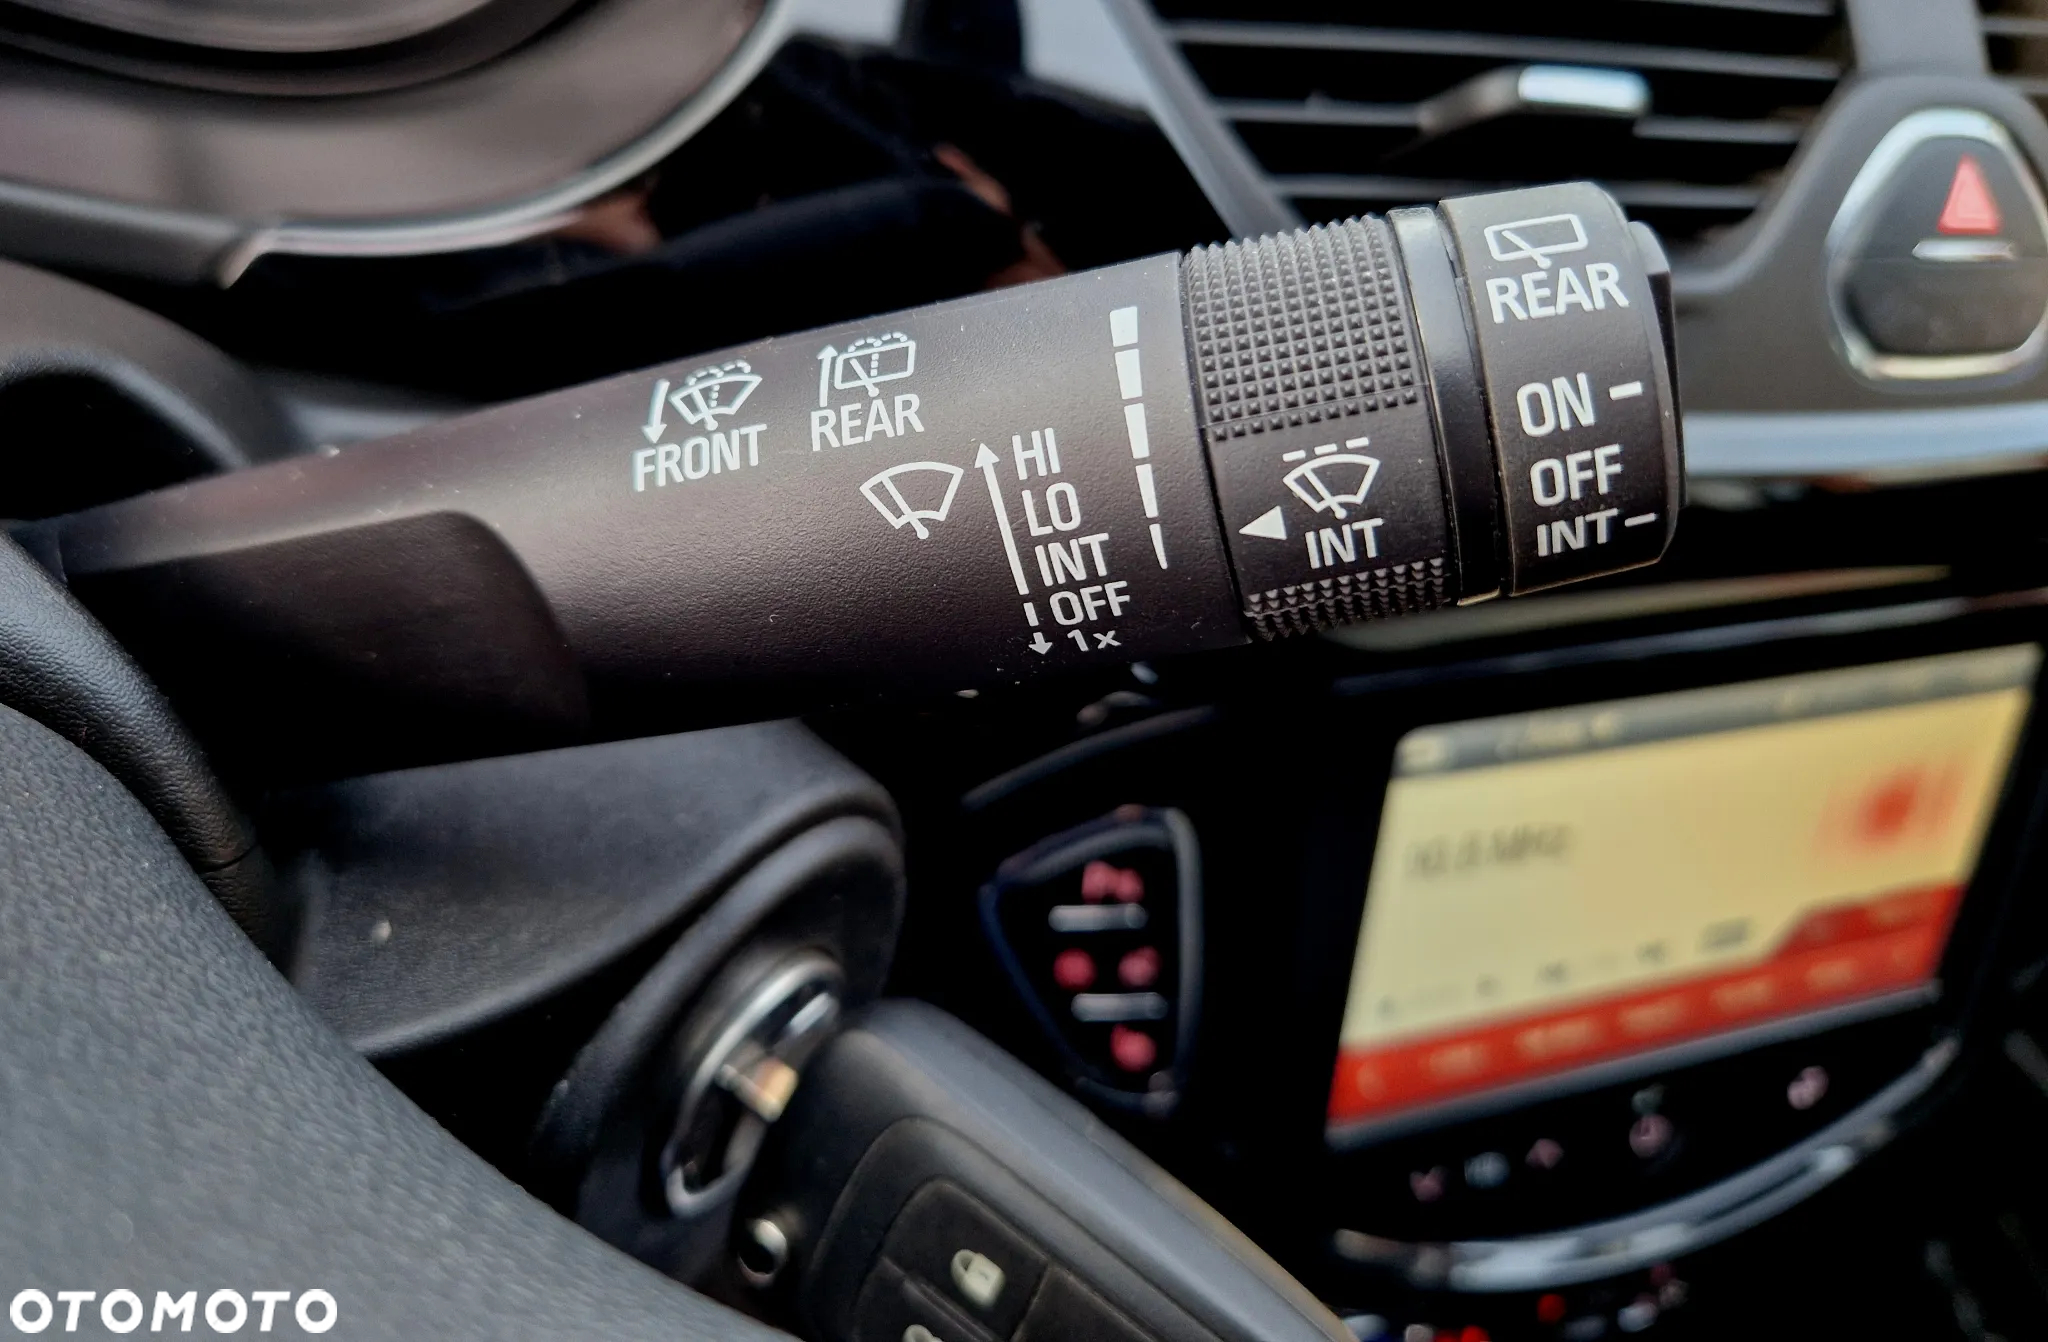 REAR
ON
OFF
INT
FRONT
REAR
HI
LO
INT
OFF
1x
INT
OTOMOTO